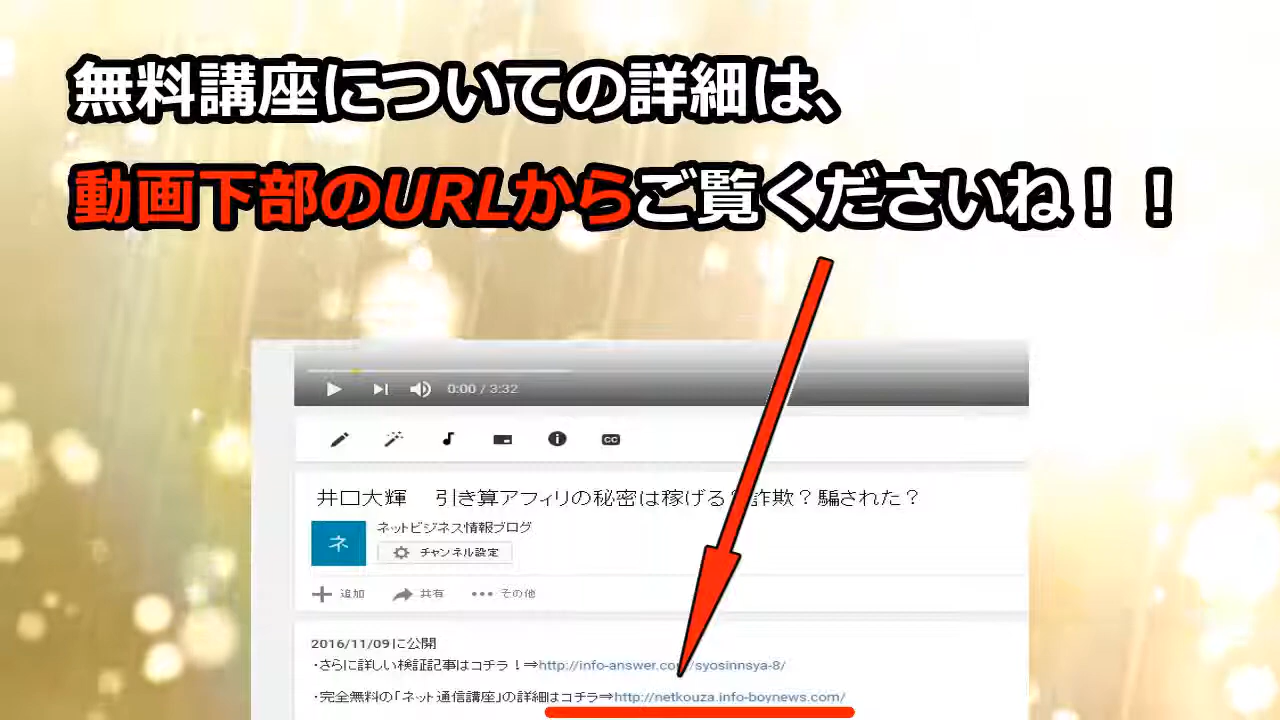 無料講座についての詳細は、
動画下部のURLからご覧くださいね！！
0:00 / 3:32
CC
井口大輝 引き算アフィリの秘密は稼げる？詐欺？騙された？
ネ
ネットビジネス情報ブログ
チャンネル設定
追加 共有 その他
2016/11/09に公開
・さらに詳しい検証記事はコチラ！⇒http://info-answer.com/syosinnsya-8/
・完全無料の「ネット通信講座」の詳細はコチラ⇒http://netkouza.info-boynews.com/